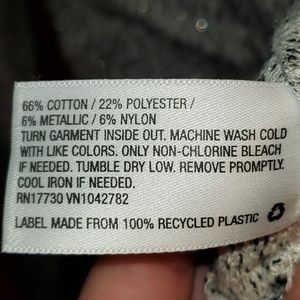 66% COTTON / 22% POLYESTER /
6% METALLIC / 6% NYLON
TURN GARMENT INSIDE OUT. MACHINE WASH COLD
WITH LIKE COLORS. ONLY NON-CHLORINE BLEACH
IF NEEDED. TUMBLE DRY LOW. REMOVE PROMPTLY.
COOL IRON IF NEEDED.
RN17730 VN1042782
LABEL MADE FROM 100% RECYCLED PLASTIC